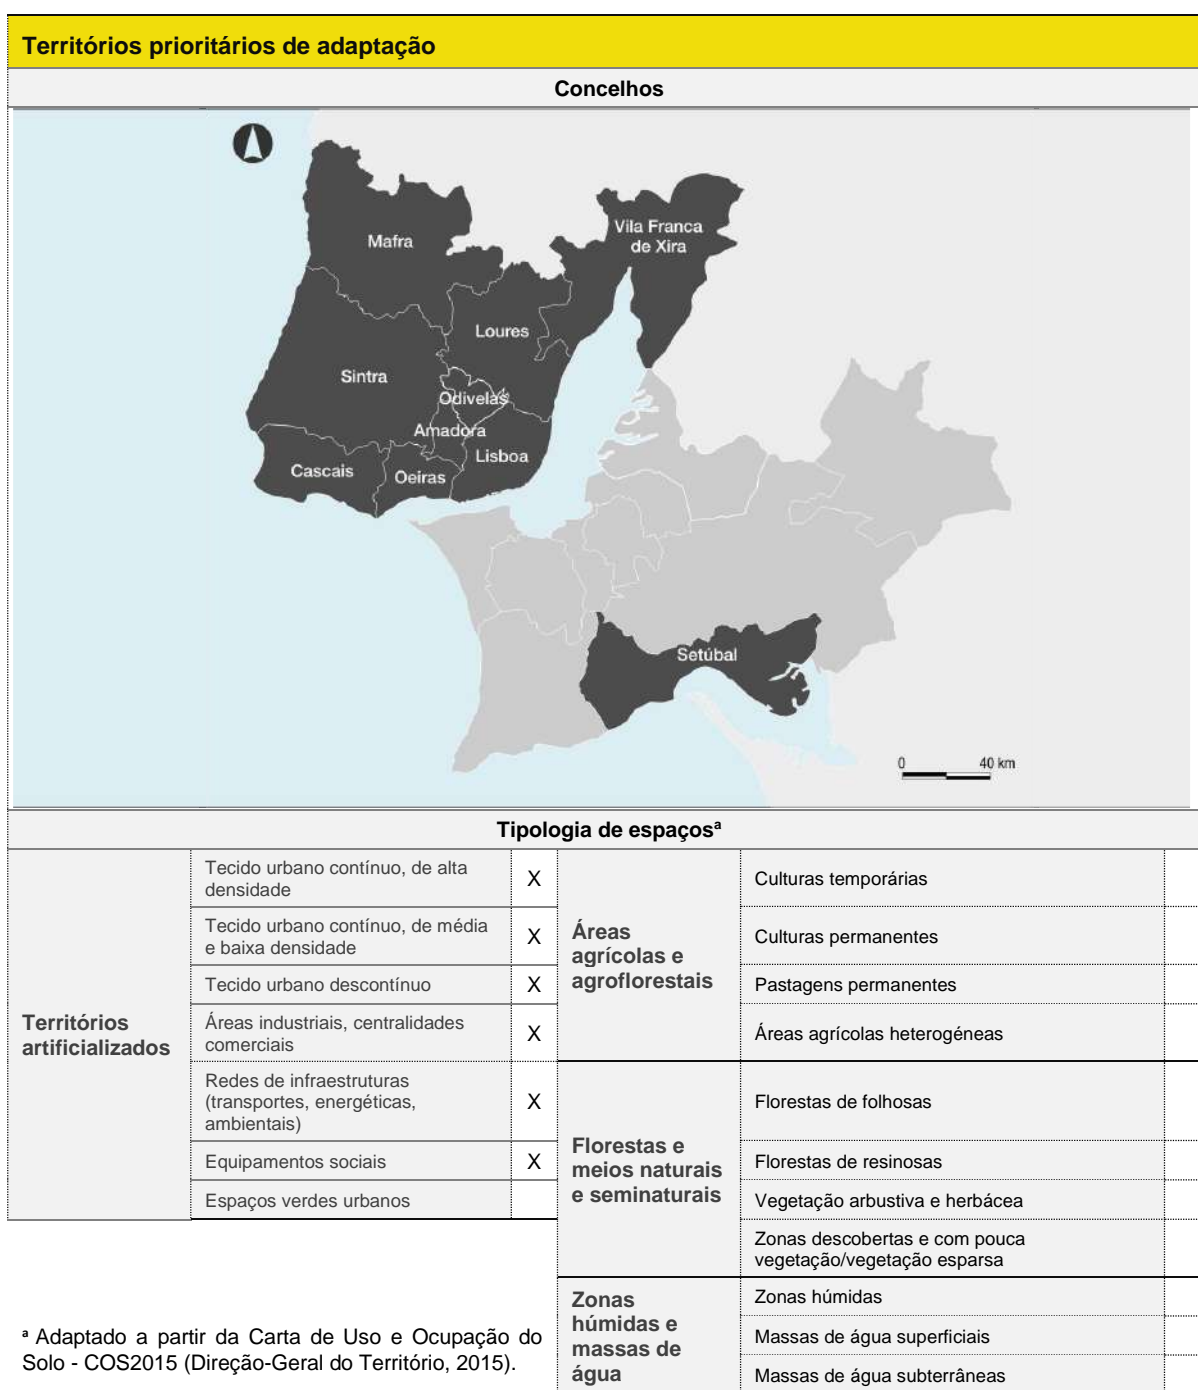 Territórios prioritários de adaptação
Concelhos
Mafra
Vila Franca
de Xira
Loures
Sintra
Odivelas
Amadora
Lisboa
Cascais
Oeiras
Setúbal
0 40 km
Tipologia de espaçosª
Territórios
artificializados
Tecido urbano contínuo, de alta
densidade
X
Tecido urbano contínuo, de média
e baixa densidade
X
Tecido urbano descontínuo
X
Áreas industriais, centralidades
comerciais
X
Redes de infraestruturas
(transportes, energéticas,
ambientais)
X
Equipamentos sociais
X
Espaços verdes urbanos
Áreas
agrícolas e
agroflorestais
Culturas temporárias
Culturas permanentes
Pastagens permanentes
Áreas agrícolas heterogéneas
Florestas e
meios naturais
e seminaturais
Florestas de folhosas
Florestas de resinosas
Vegetação arbustiva e herbácea
Zonas descobertas e com pouca
vegetação/vegetação esparsa
Zonas
húmidas e
massas de
água
Zonas húmidas
Massas de água superficiais
Massas de água subterrâneas
ª Adaptado a partir da Carta de Uso e Ocupação do
Solo - COS2015 (Direção-Geral do Território, 2015).